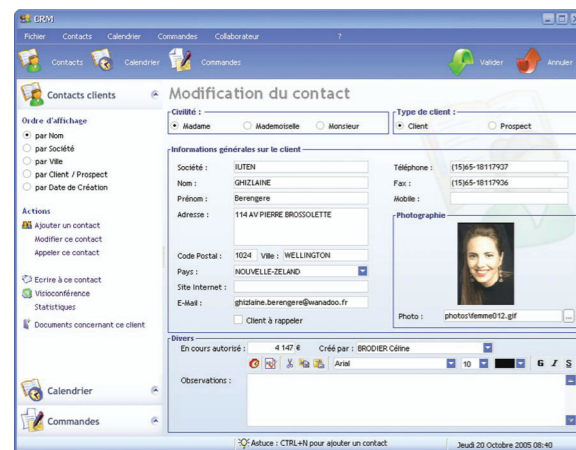 CRM
Fichier Contacts Calendrier Commandes Collaborateur ?
Contacts Calendrier Commandes Valider Annuler
Contacts clients
Ordre d'affichage
par Nom
par Société
par Ville
par Client / Prospect
par Date de Création
Actions
Ajouter un contact
Modifier ce contact
Appeler ce contact
Ecrire à ce contact
Visioconférence
Statistiques
Documents concernant ce client
Calendrier
Commandes
Modification du contact
Civilité :
Madame Mademoiselle Monsieur
Type de client :
Client Prospect
Informations générales sur le client
Société : IUTEN
Nom : GHIZLAINE
Prénom : Berengere
Adresse : 114 AV PIERRE BROSSOLETTE
Code Postal : 1024 Ville : WELLINGTON
Pays : NOUVELLE-ZELAND
Site Internet :
E-Mail : ghizlaine.berengere@wanadoo.fr
Client à rappeler
Téléphone : (15)65-18117937
Fax : (15)65-18117936
Mobile :
Photographie
Photo : photos\femme012.gif ...
Divers
En cours autorisé : 4 147 € Créé par : BRODIER Céline
Arial 10 G I S
Observations :
Astuce : CTRL+N pour ajouter un contact
Jeudi 20 Octobre 2005 08:40